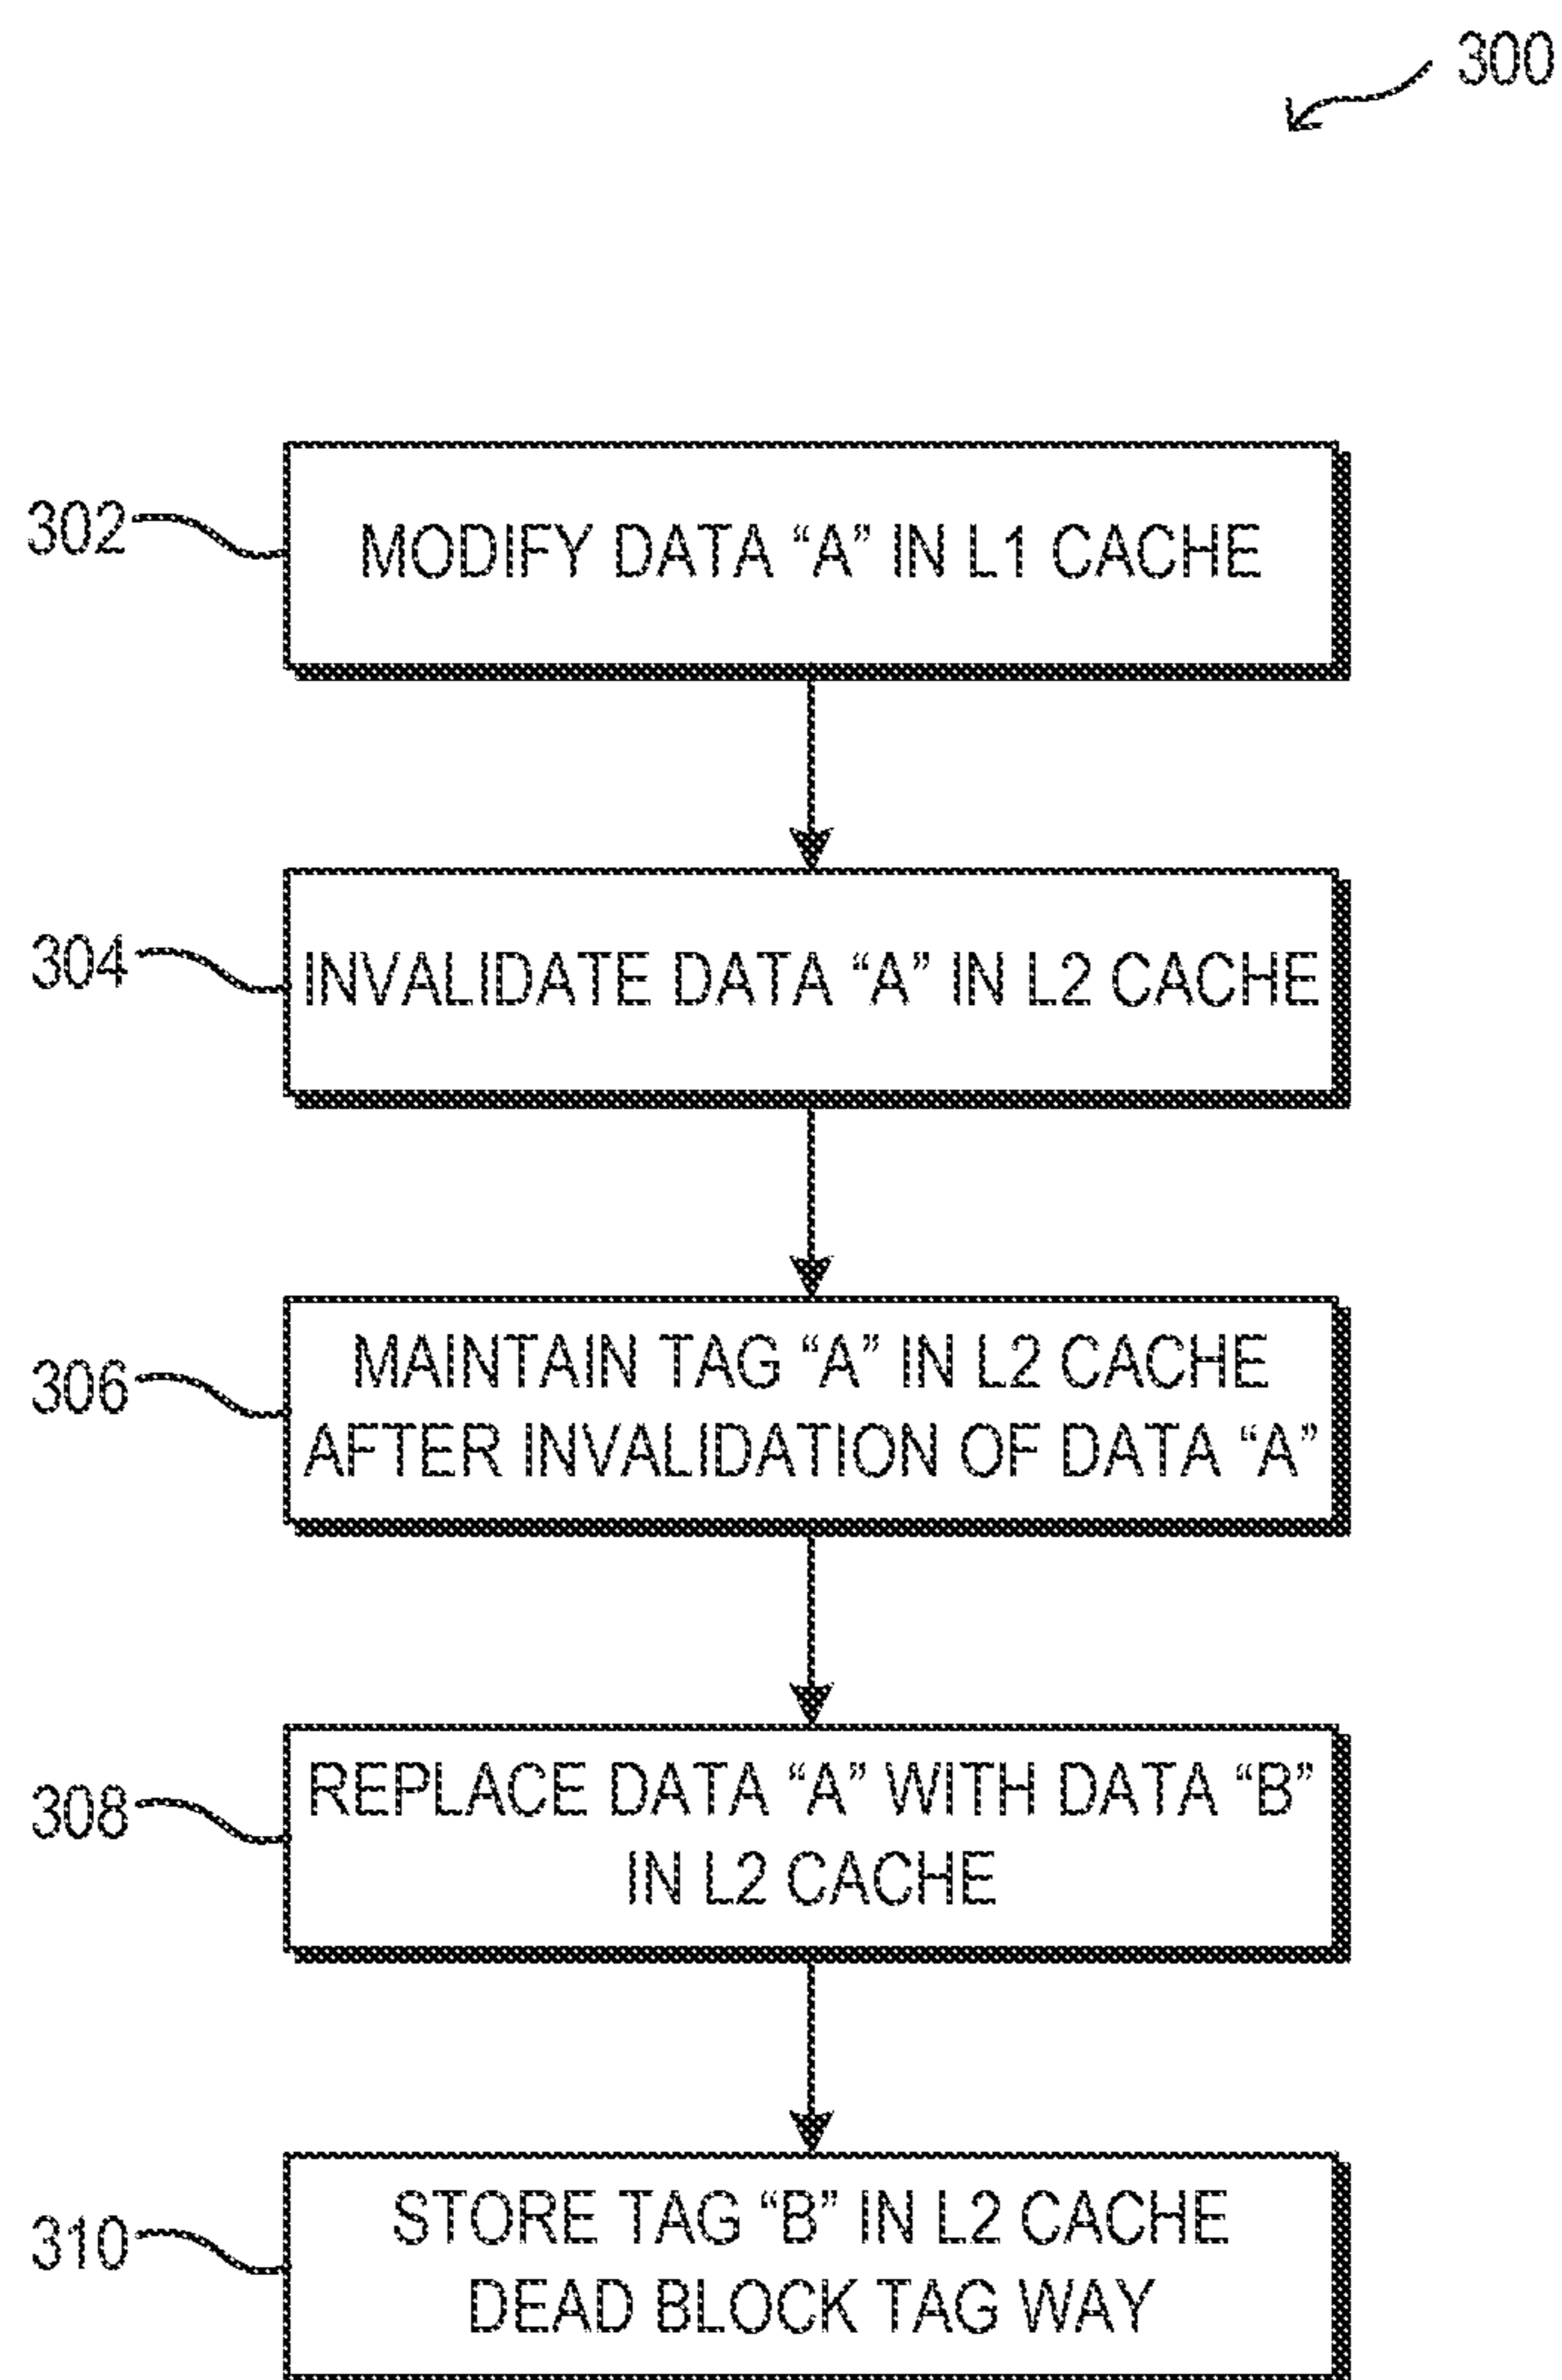 300
302
MODIFY DATA “A” IN L1 CACHE
304
INVALIDATE DATA “A” IN L2 CACHE
306
MAINTAIN TAG “A” IN L2 CACHE
AFTER INVALIDATION OF DATA “A”
308
REPLACE DATA “A” WITH DATA “B”
IN L2 CACHE
310
STORE TAG “B” IN L2 CACHE
DEAD BLOCK TAG WAY